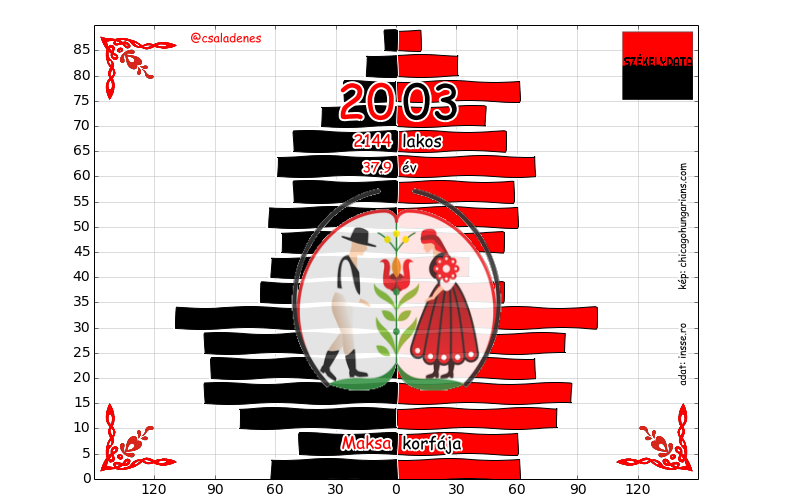 @csaladenes
SZÉKELYDATA
2003
2144 lakos
37.9 év
kép: chicagohungarians.com
adat: insse.ro
Maksa korfája
85
80
75
70
65
60
55
50
45
40
35
30
25
20
15
10
5
0
120 90 60 30 0 30 60 90 120